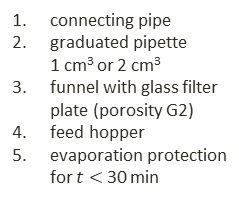 1. connecting pipe
2. graduated pipette
1 cm³ or 2 cm³
3. funnel with glass filter
plate (porosity G2)
4. feed hopper
5. evaporation protection
for t < 30 min